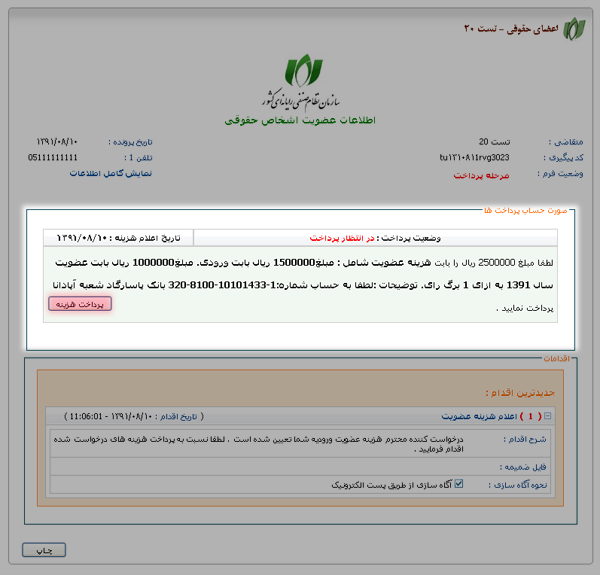 اعضای حقوقی - تست ۲۰
سازمان نظام صنفی رایانه‌ای کشور
اطلاعات عضویت اشخاص حقوقی
متقاضی : تست 20
تاریخ پرونده : ۱۳۹۱/۰۸/۱۰
کد پیگیری : tu۱۳۱۰۸۱۱rvg3023
تلفن 1 : 05111111111
وضعیت فرم : مرحله پرداخت
نمایش کامل اطلاعات
صورت حساب پرداخت ها
وضعیت پرداخت : در انتظار پرداخت
تاریخ اعلام هزینه : ۱۳۹۱/۰۸/۱۰
لطفا مبلغ 2500000 ریال را بابت هزینه عضویت شامل : مبلغ1500000 ریال بابت ورودی. مبلغ1000000 ریال بابت عضویت
سال 1391 به ازای 1 برگ رای. توضیحات :لطفا به حساب شماره:1-10101433-8100-320 بانک پاسارگاد شعبه آپادانا
پرداخت نمایید .
پرداخت هزینه
اقدامات
جدیدترین اقدام :
( 1 ) اعلام هزینه عضویت
( تاریخ اقدام : ۱۳۹۱/۰۸/۱۰ - 11:06:01 )
شرح اقدام : درخواست کننده محترم هزینه عضویت ورودیه شما تعیین شده است . لطفا نسبت به پرداخت هزینه های درخواست شده
اقدام فرمایید .
فایل ضمیمه :
نحوه آگاه سازی : آگاه سازی از طریق پست الکترونیک
چاپ